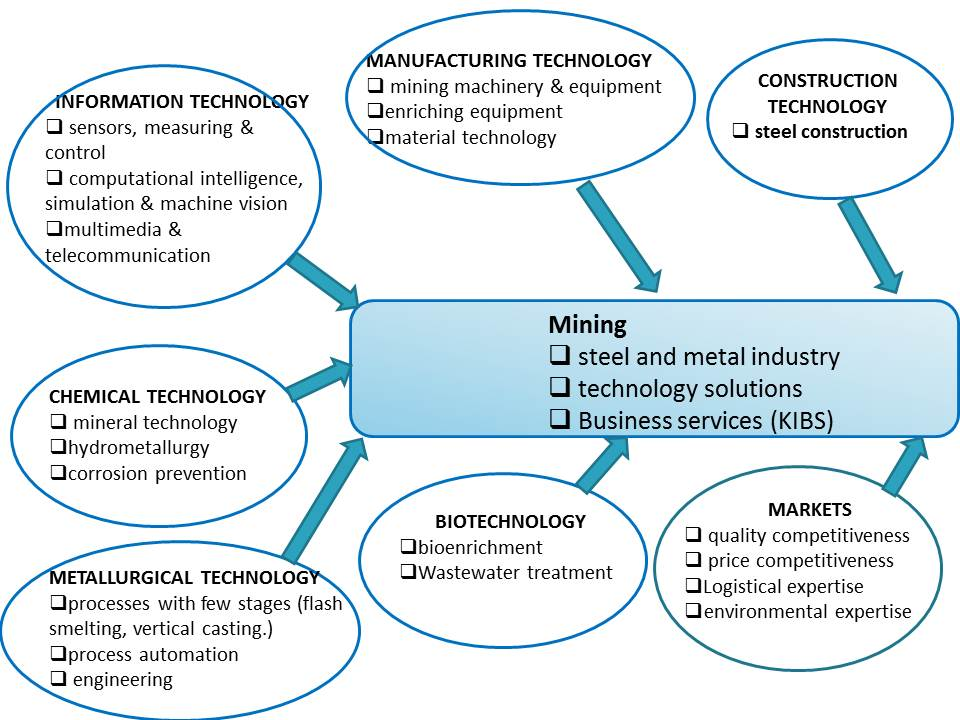 MANUFACTURING TECHNOLOGY
❑ mining machinery & equipment
❑enriching equipment
❑material technology
CONSTRUCTION
TECHNOLOGY
❑ steel construction
INFORMATION TECHNOLOGY
❑ sensors, measuring &
control
❑ computational intelligence,
simulation & machine vision
❑multimedia &
telecommunication
Mining
❑ steel and metal industry
❑ technology solutions
❑ Business services (KIBS)
CHEMICAL TECHNOLOGY
❑ mineral technology
❑hydrometallurgy
❑corrosion prevention
METALLURGICAL TECHNOLOGY
❑processes with few stages (flash
smelting, vertical casting.)
❑process automation
❑ engineering
BIOTECHNOLOGY
❑bioenrichment
❑Wastewater treatment
MARKETS
❑ quality competitiveness
❑ price competitiveness
❑Logistical expertise
❑environmental expertise